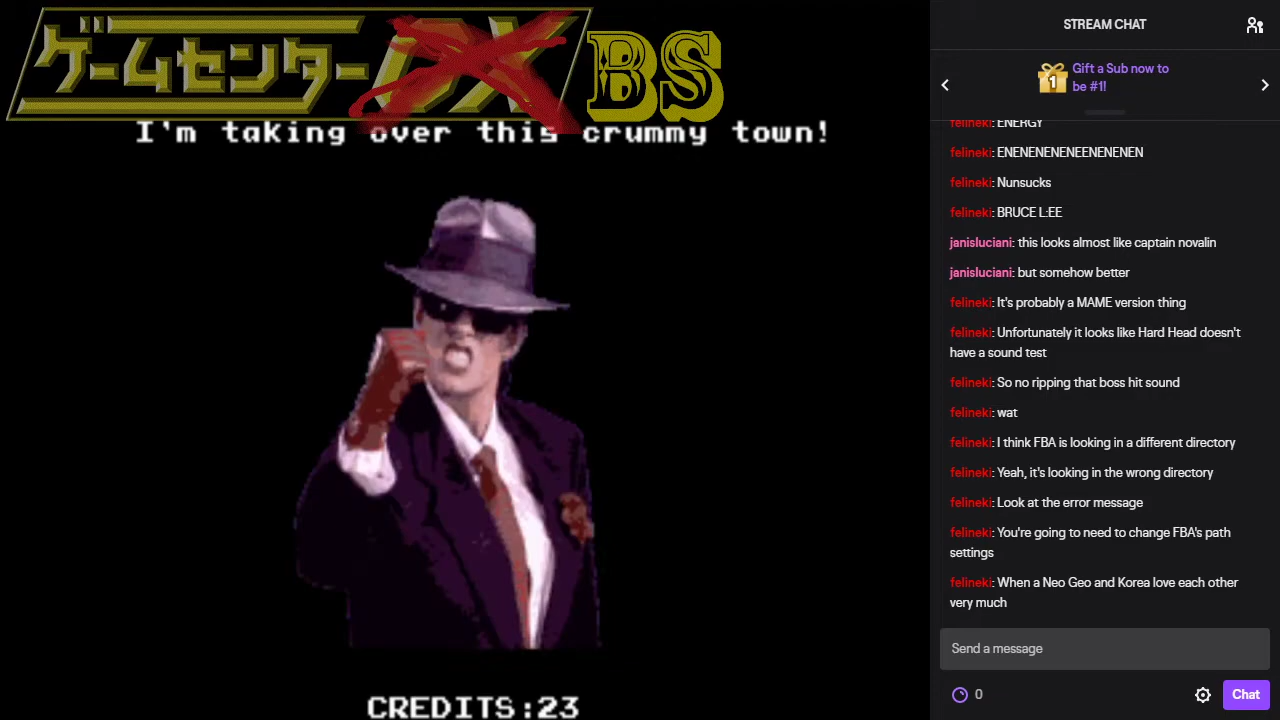 ゲームセンターDX BS
I'm taking over this crummy town!
CREDITS:23
STREAM CHAT
1
Gift a Sub now to
be #1!
felineki: ENERGY
felineki: ENENENENENEENENENEN
felineki: Nunsucks
felineki: BRUCE L:EE
janisluciani: this looks almost like captain novalin
janisluciani: but somehow better
felineki: It's probably a MAME version thing
felineki: Unfortunately it looks like Hard Head doesn't
have a sound test
felineki: So no ripping that boss hit sound
felineki: wat
felineki: I think FBA is looking in a different directory
felineki: Yeah, it's looking in the wrong directory
felineki: Look at the error message
felineki: You're going to need to change FBA's path
settings
felineki: When a Neo Geo and Korea love each other
very much
Send a message
0
Chat